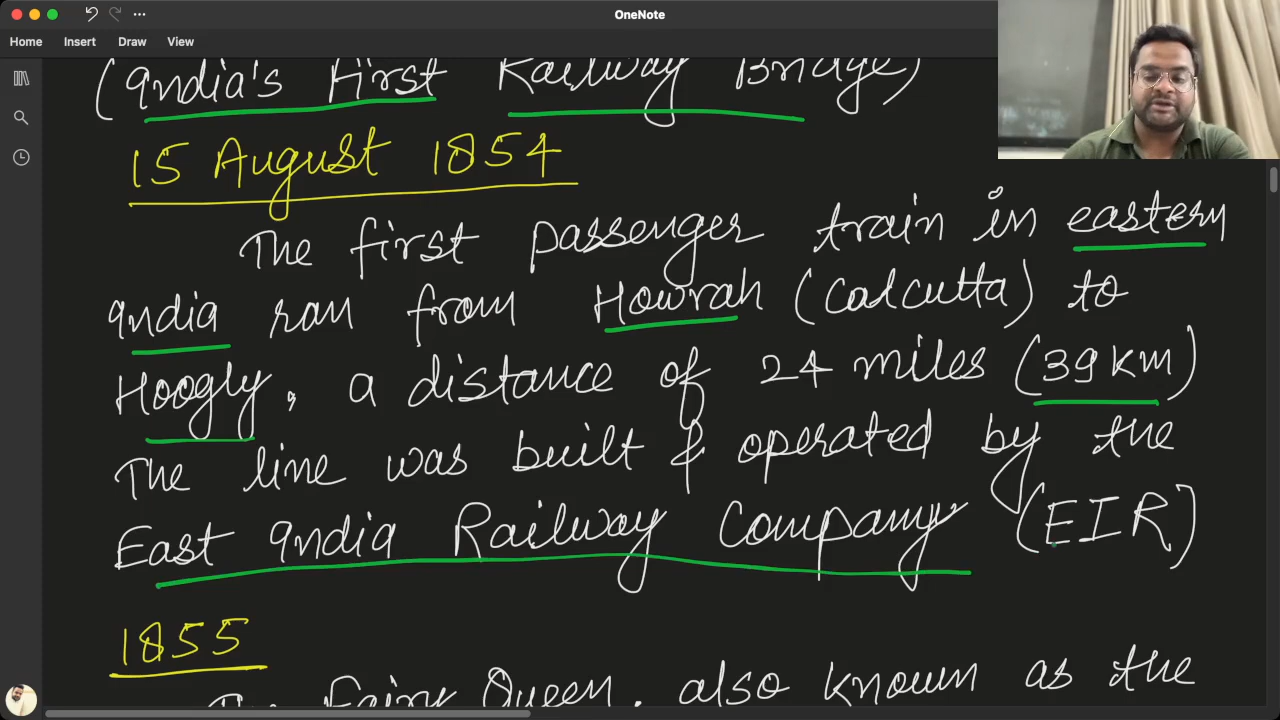 OneNote
Home Insert Draw View
(India's First Railway Bridge)
15 August 1854
The first passenger train in eastern
India ran from Howrah (Calcutta) to
Hoogly, a distance of 24 miles (39 km)
The line was built & operated by the
East India Railway Company (EIR)
1855
The Fairy Queen, also known as the